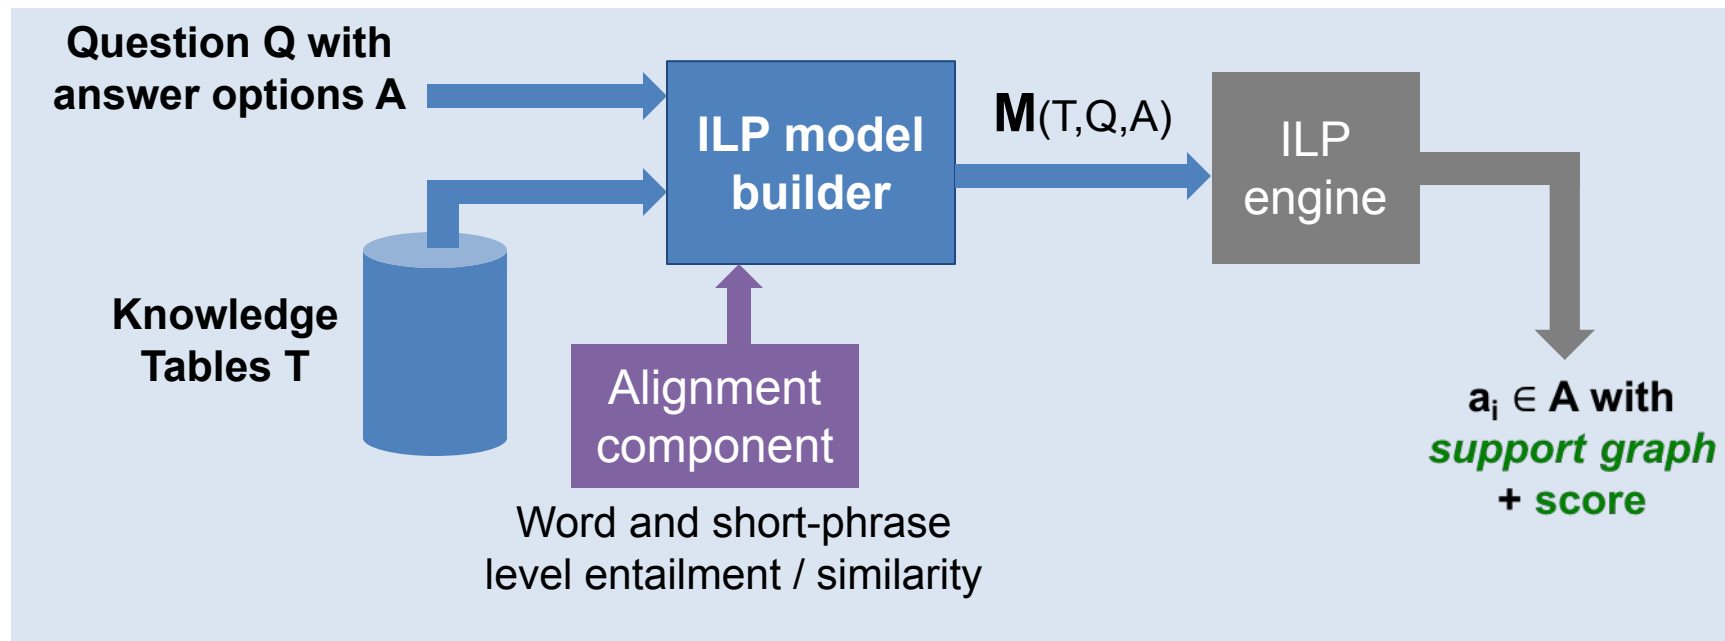 Question Q with
answer options A
ILP model
builder
M(T,Q,A)
ILP
engine
Knowledge
Tables T
Alignment
component
Word and short-phrase
level entailment / similarity
aᵢ ∈ A with
support graph
+ score